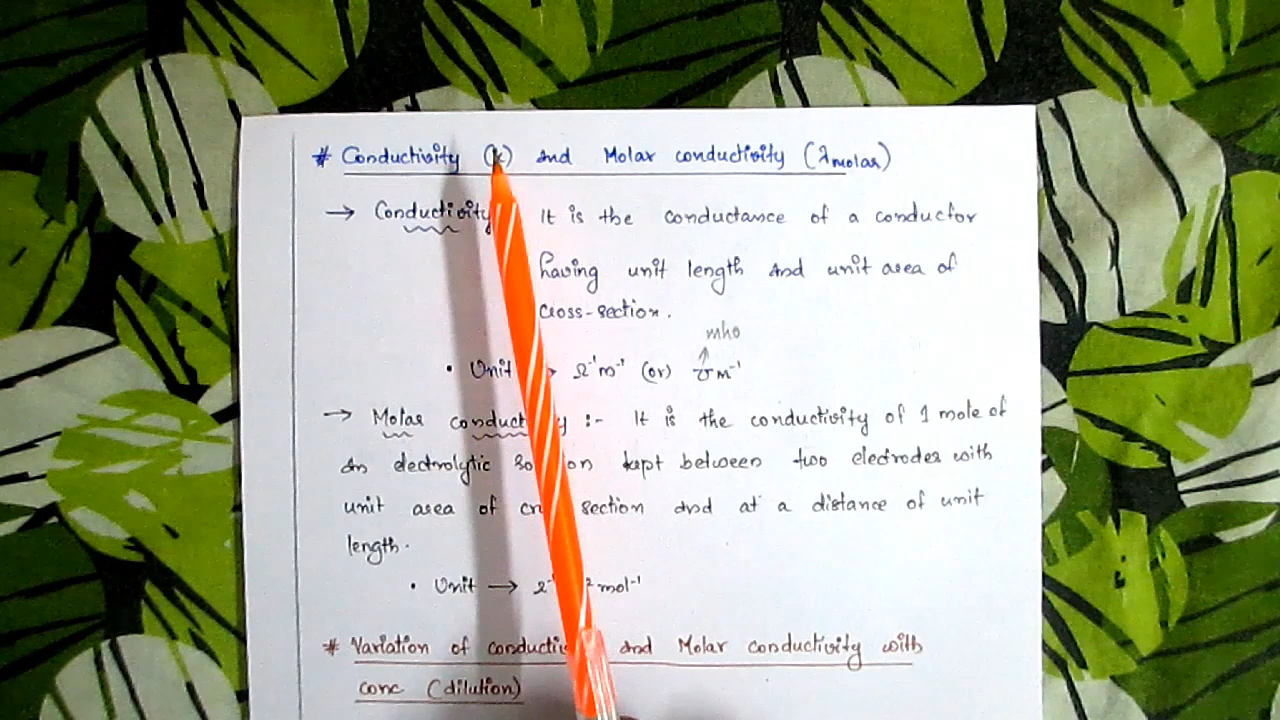 # Conductivity (κ) and Molar conductivity (λmolar)
→ Conductivity It is the conductance of a conductor
having unit length and unit area of
cross-section.
mho
↑
• Unit → Ω⁻¹m⁻¹ (or) ℧m⁻¹
→ Molar :- It is the conductivity of 1 mole of
an electrolytic kept between two electrodes with
unit area of section and at a distance of unit
length.
• Unit → mol⁻¹
# Variation of and Molar conductivity with
conc (dilution)